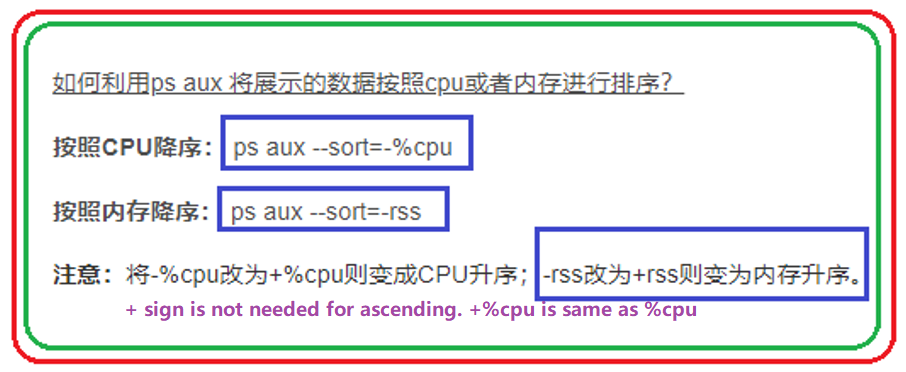 如何利用ps aux 将展示的数据按照cpu或者内存进行排序？
按照CPU降序： ps aux --sort=-%cpu
按照内存降序： ps aux --sort=-rss
注意：将-%cpu改为+%cpu则变成CPU升序；-rss改为+rss则变为内存升序。
+ sign is not needed for ascending. +%cpu is same as %cpu